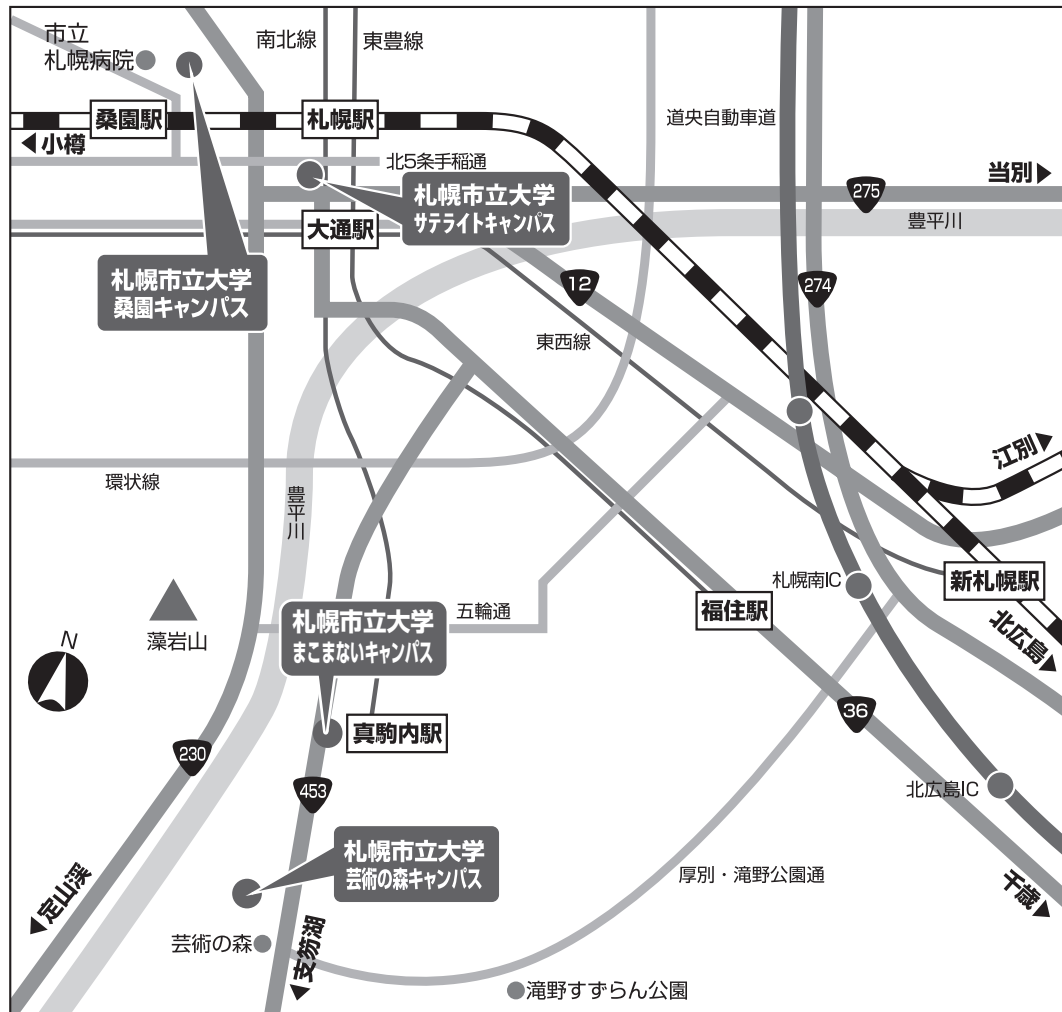 市立
札幌病院
南北線
東豊線
道央自動車道
桑園駅
札幌駅
小樽
北5条手稲通
当別
札幌市立大学
サテライトキャンパス
275
豊平川
大通駅
札幌市立大学
桑園キャンパス
12
274
東西線
環状線
豊平川
江別
札幌南IC
新札幌駅
福住駅
五輪通
札幌市立大学
まこまないキャンパス
藻岩山
北広島
N
真駒内駅
36
230
453
北広島IC
札幌市立大学
芸術の森キャンパス
厚別・滝野公園通
定山渓
千歳
芸術の森
支笏湖
滝野すずらん公園